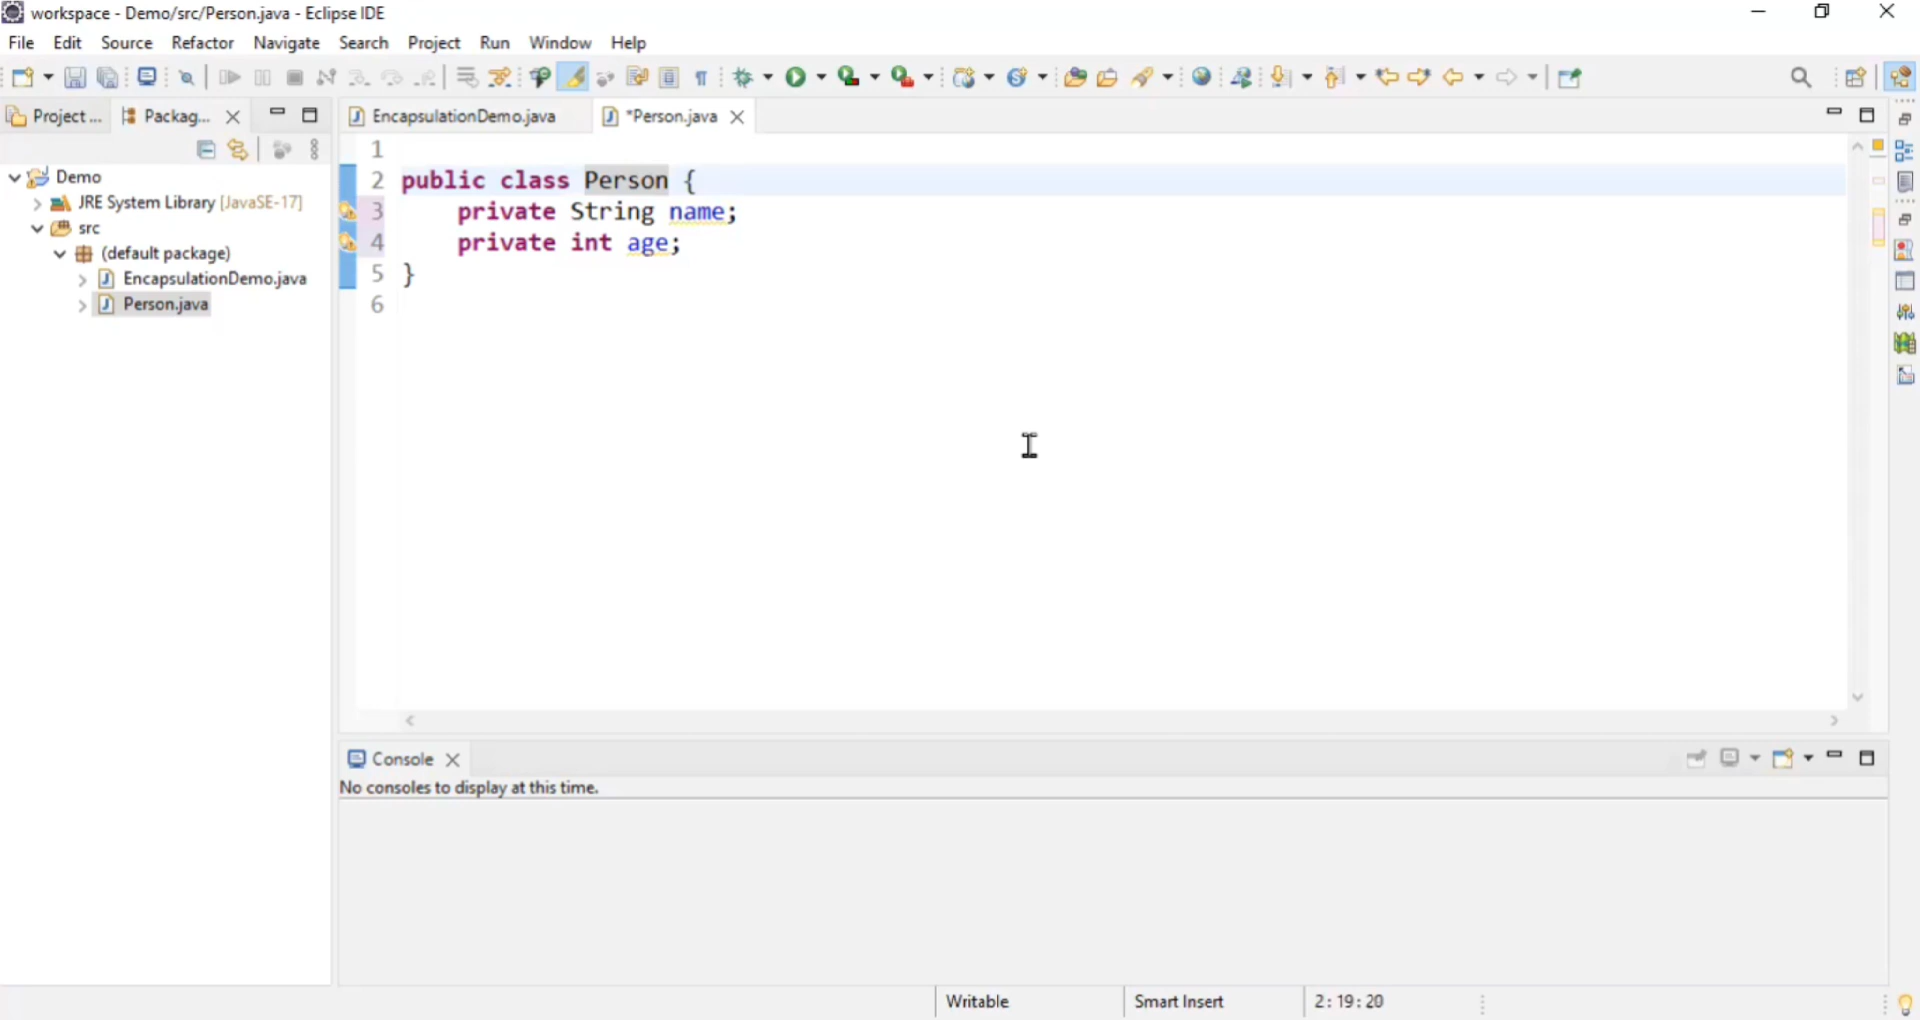 workspace - Demo/src/Person.java - Eclipse IDE
File Edit Source Refactor Navigate Search Project Run Window Help
Project ... Packag...
EncapsulationDemo.java *Person.java
Demo
JRE System Library [JavaSE-17]
src
(default package)
EncapsulationDemo.java
Person.java
1
2 public class Person {
3 private String name;
4 private int age;
5 }
6
Console
No consoles to display at this time.
Writable Smart Insert 2 : 19 : 20